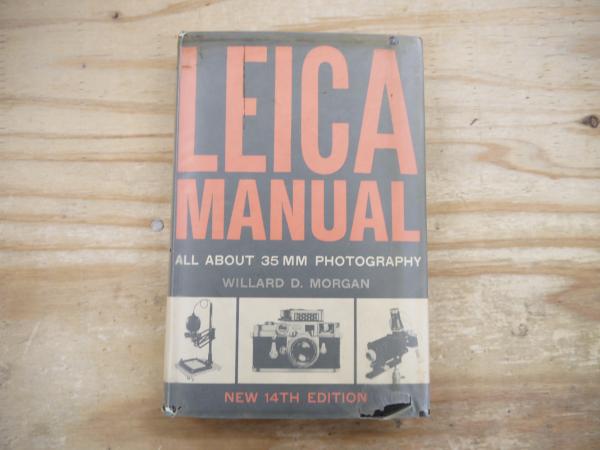 LEICA
MANUAL
ALL ABOUT 35 MM PHOTOGRAPHY
WILLARD D. MORGAN
NEW 14TH EDITION